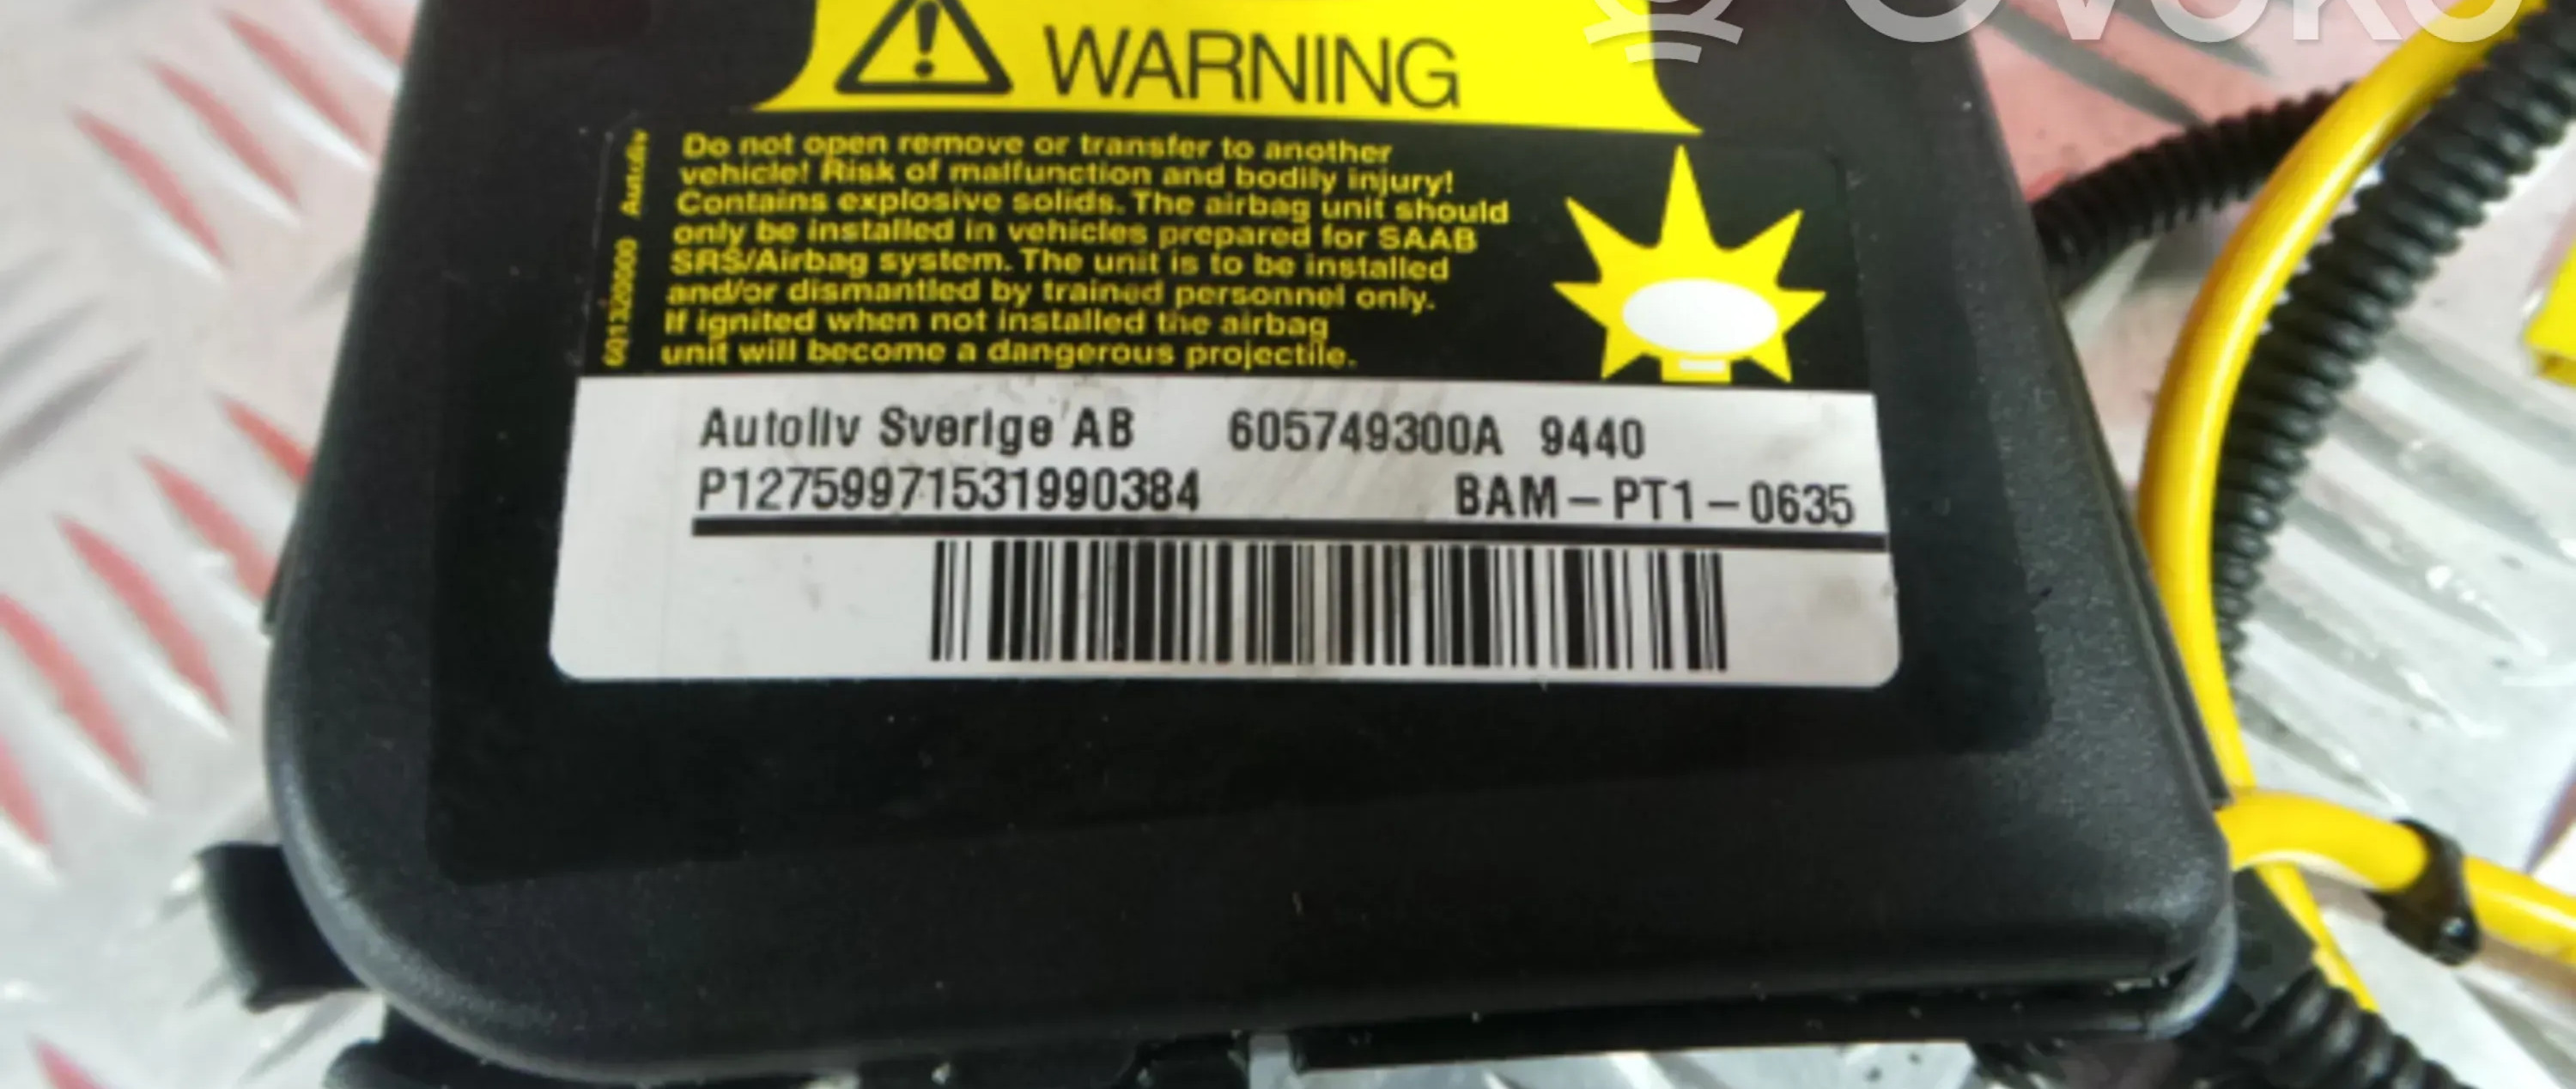 OVOKO
WARNING
Do not open remove or transfer to another
vehicle! Risk of malfunction and bodily injury!
Contains explosive solids. The airbag unit should
only be installed in vehicles prepared for SAAB
SRS/Airbag system. The unit is to be installed
and/or dismantled by trained personnel only.
If ignited when not installed the airbag
unit will become a dangerous projectile.
Autoliv
Autoliv Sverige AB 605749300A 9440
P12759971531990384 BAM-PT1-0635